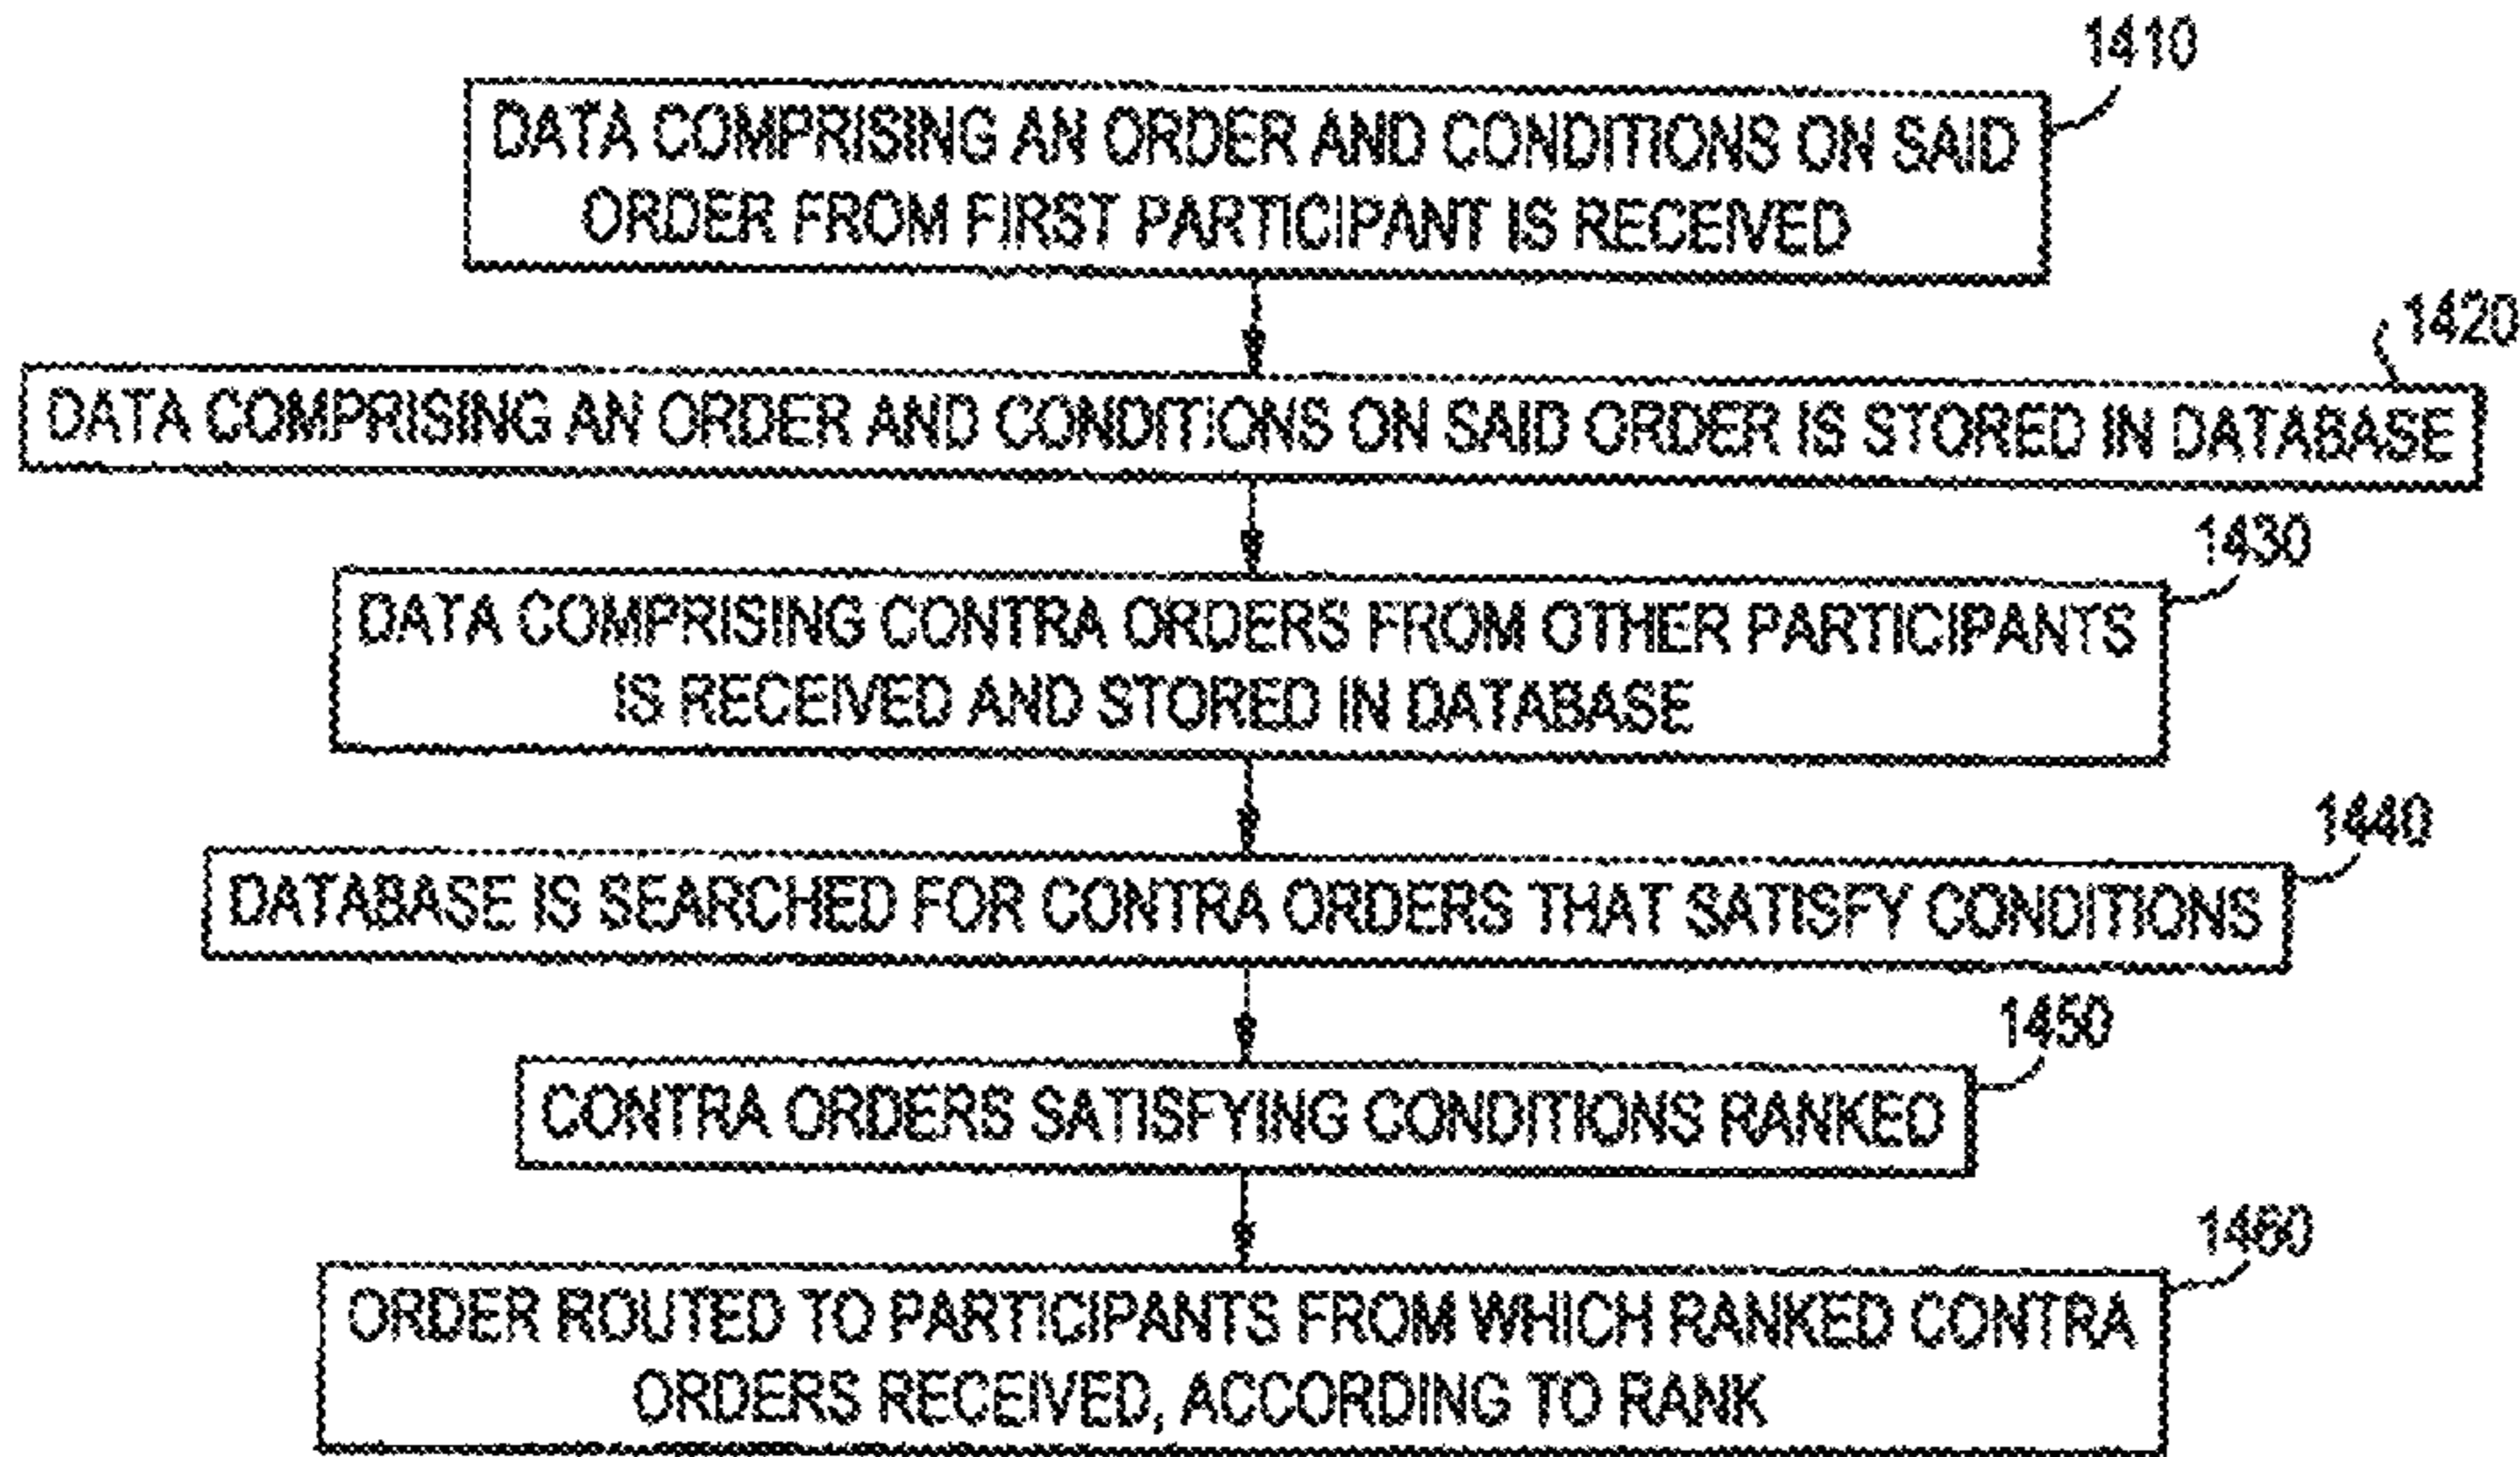 1410
DATA COMPRISING AN ORDER AND CONDITIONS ON SAID
ORDER FROM FIRST PARTICIPANT IS RECEIVED
1420
DATA COMPRISING AN ORDER AND CONDITIONS ON SAID ORDER IS STORED IN DATABASE
1430
DATA COMPRISING CONTRA ORDERS FROM OTHER PARTICIPANTS
IS RECEIVED AND STORED IN DATABASE
1440
DATABASE IS SEARCHED FOR CONTRA ORDERS THAT SATISFY CONDITIONS
1450
CONTRA ORDERS SATISFYING CONDITIONS RANKED
1460
ORDER ROUTED TO PARTICIPANTS FROM WHICH RANKED CONTRA
ORDERS RECEIVED, ACCORDING TO RANK